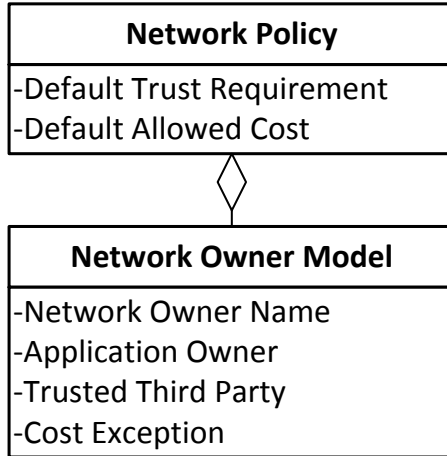 Network Policy
-Default Trust Requirement
-Default Allowed Cost
Network Owner Model
-Network Owner Name
-Application Owner
-Trusted Third Party
-Cost Exception